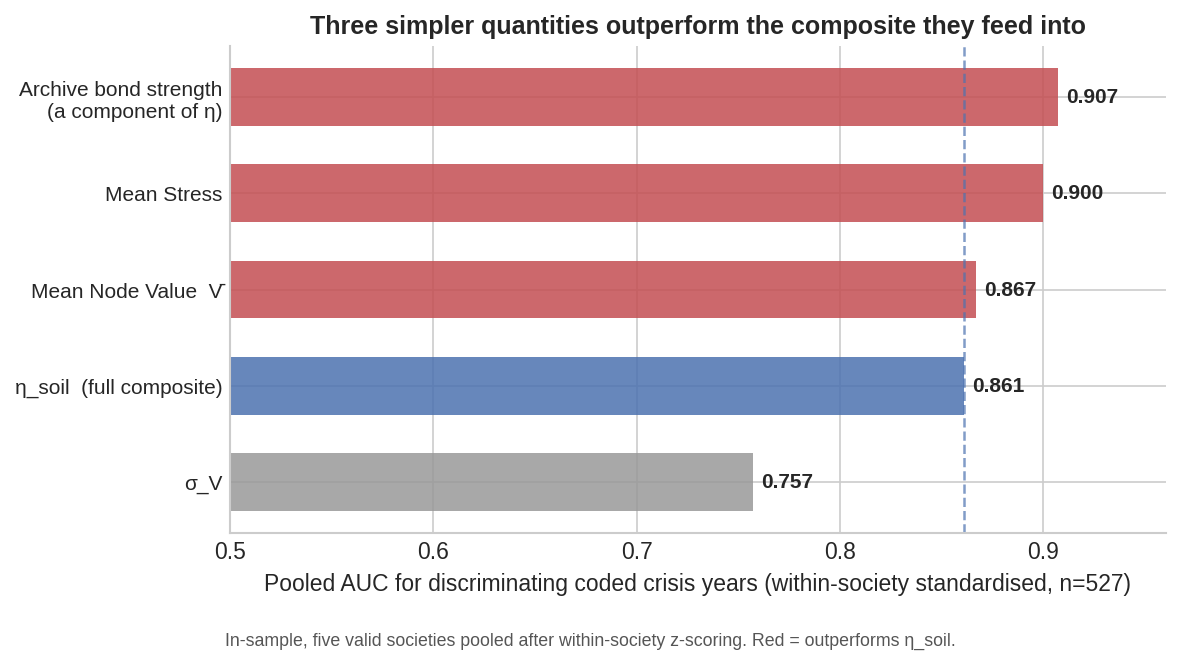 Three simpler quantities outperform the composite they feed into
Archive bond strength
(a component of η)
0.907
Mean Stress
0.900
Mean Node Value V̄
0.867
η_soil (full composite)
0.861
σ_V
0.757
0.5 0.6 0.7 0.8 0.9
Pooled AUC for discriminating coded crisis years (within-society standardised, n=527)
In-sample, five valid societies pooled after within-society z-scoring. Red = outperforms η_soil.